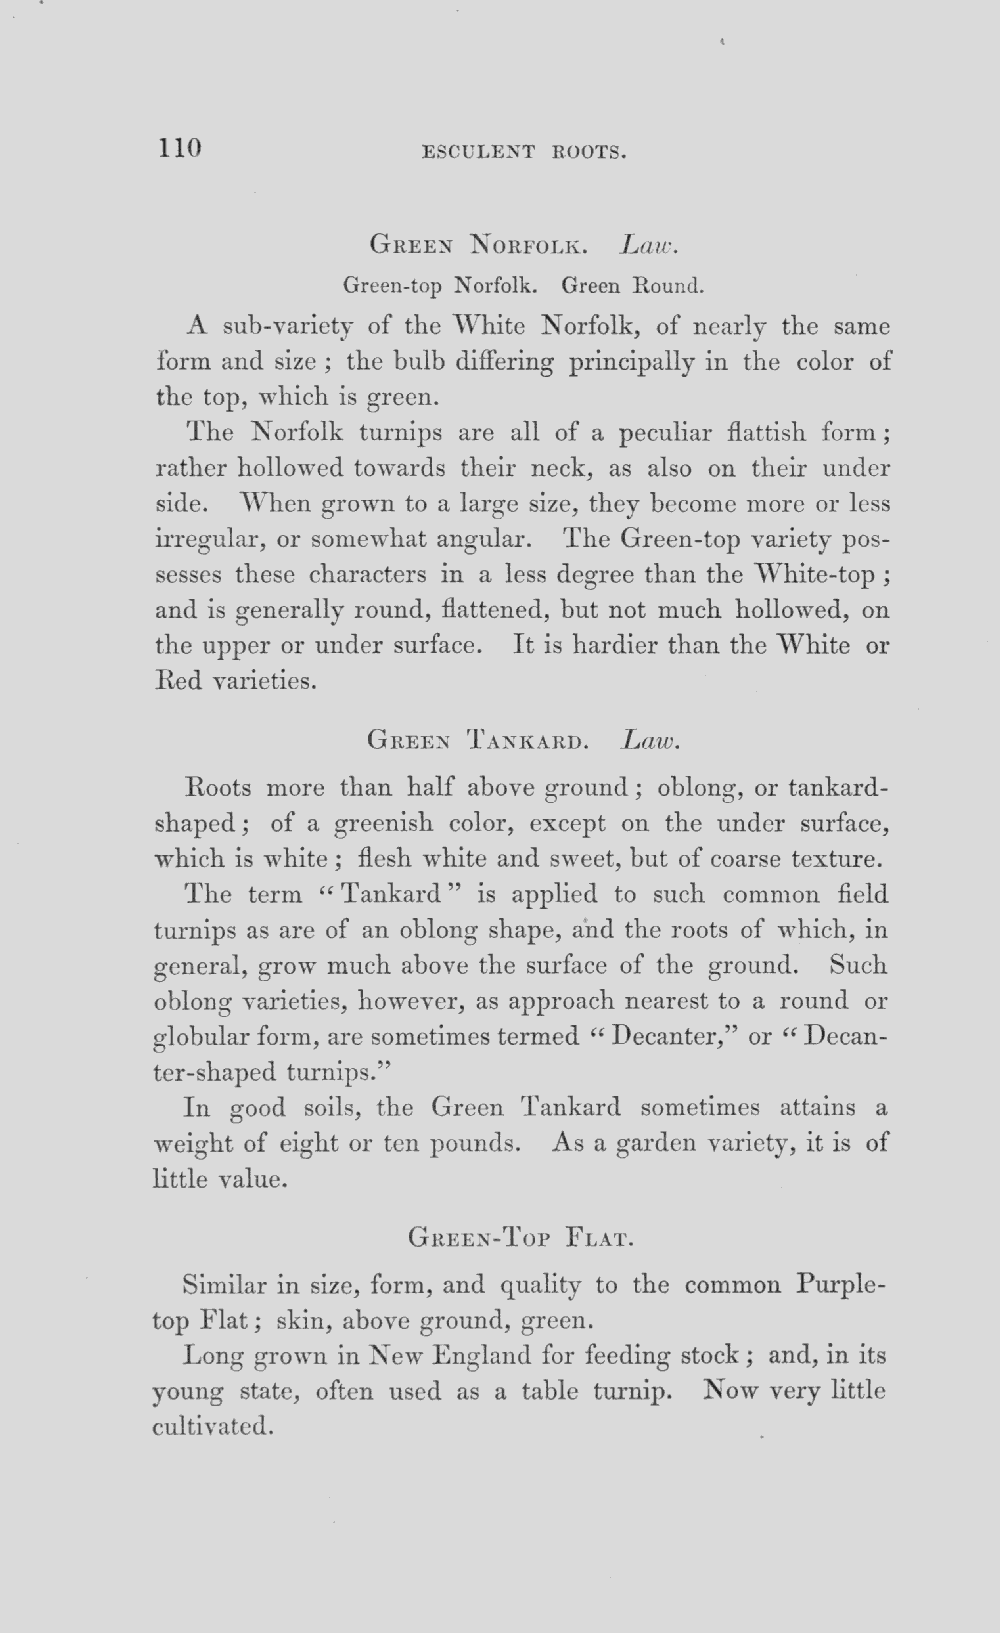 110
ESCULENT ROOTS.
GREEN NORFOLK. Law.
Green-top Norfolk. Green Round.
A sub-variety of the White Norfolk, of nearly the same
form and size ; the bulb differing principally in the color of
the top, which is green.
The Norfolk turnips are all of a peculiar flattish form ;
rather hollowed towards their neck, as also on their under
side. When grown to a large size, they become more or less
irregular, or somewhat angular. The Green-top variety pos-
sesses these characters in a less degree than the White-top ;
and is generally round, flattened, but not much hollowed, on
the upper or under surface. It is hardier than the White or
Red varieties.
GREEN TANKARD. Law.
Roots more than half above ground ; oblong, or tankard-
shaped ; of a greenish color, except on the under surface,
which is white ; flesh white and sweet, but of coarse texture.
The term “ Tankard ” is applied to such common field
turnips as are of an oblong shape, and the roots of which, in
general, grow much above the surface of the ground. Such
oblong varieties, however, as approach nearest to a round or
globular form, are sometimes termed “ Decanter,” or “ Decan-
ter-shaped turnips.”
In good soils, the Green Tankard sometimes attains a
weight of eight or ten pounds. As a garden variety, it is of
little value.
GREEN-TOP FLAT.
Similar in size, form, and quality to the common Purple-
top Flat ; skin, above ground, green.
Long grown in New England for feeding stock ; and, in its
young state, often used as a table turnip. Now very little
cultivated.